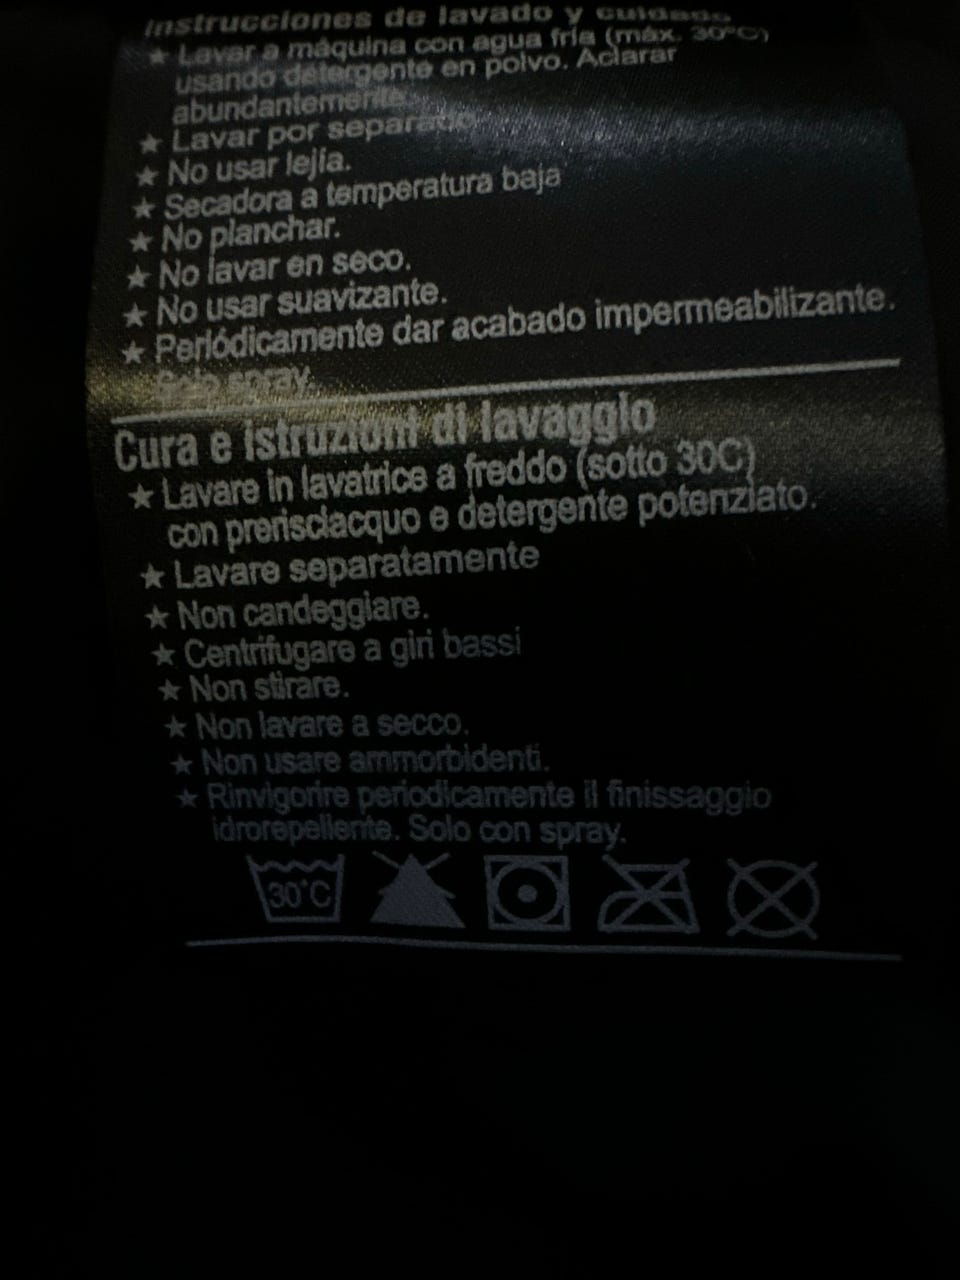 Instrucciones de lavado y cuidado
★ Lavar a máquina con agua fría (máx. 30ºC)
usando detergente en polvo. Aclarar
abundantemente.
★ Lavar por separado
★ No usar lejía.
★ Secadora a temperatura baja
★ No planchar.
★ No lavar en seco.
★ No usar suavizante.
★ Periódicamente dar acabado impermeabilizante.
Solo spray.
Cura e istruzioni di lavaggio
★ Lavare in lavatrice a freddo (sotto 30C)
con prerisciacquo e detergente potenziato.
★ Lavare separatamente
★ Non candeggiare.
★ Centrifugare a giri bassi
★ Non stirare.
★ Non lavare a secco.
★ Non usare ammorbidenti.
★ Rinvigorire periodicamente il finissaggio
idrorepellente. Solo con spray.
30°C